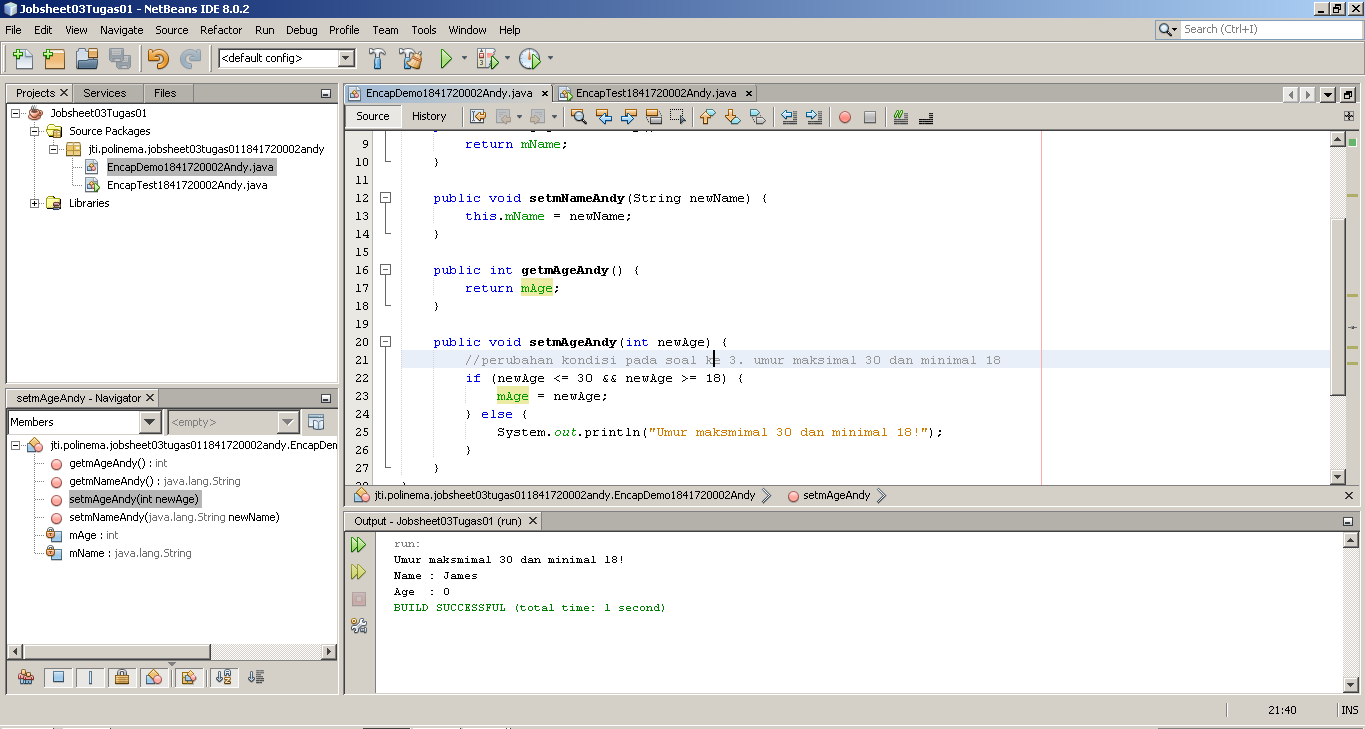 Jobsheet03Tugas01 - NetBeans IDE 8.0.2
File Edit View Navigate Source Refactor Run Debug Profile Team Tools Window Help
Search (Ctrl+I)
<default config>
Projects Services Files
Jobsheet03Tugas01
Source Packages
jti.polinema.jobsheet03tugas011841720002andy
EncapDemo1841720002Andy.java
EncapTest1841720002Andy.java
Libraries
setmAgeAndy - Navigator
Members <empty>
jti.polinema.jobsheet03tugas011841720002andy.EncapDen
getmAgeAndy() : int
getmNameAndy() : java.lang.String
setmAgeAndy(int newAge)
setmNameAndy(java.lang.String newName)
mAge : int
mName : java.lang.String
EncapDemo1841720002Andy.java EncapTest1841720002Andy.java
Source History
9 return mName;
10 }
11
12 public void setmNameAndy(String newName) {
13 this.mName = newName;
14 }
15
16 public int getmAgeAndy() {
17 return mAge;
18 }
19
20 public void setmAgeAndy(int newAge) {
21 //perubahan kondisi pada soal ke 3. umur maksimal 30 dan minimal 18
22 if (newAge <= 30 && newAge >= 18) {
23 mAge = newAge;
24 } else {
25 System.out.println("Umur maksmimal 30 dan minimal 18!");
26 }
27 }
jti.polinema.jobsheet03tugas011841720002andy.EncapDemo1841720002Andy setmAgeAndy
Output - Jobsheet03Tugas01 (run)
run:
Umur maksmimal 30 dan minimal 18!
Name : James
Age : 0
BUILD SUCCESSFUL (total time: 1 second)
21:40 INS